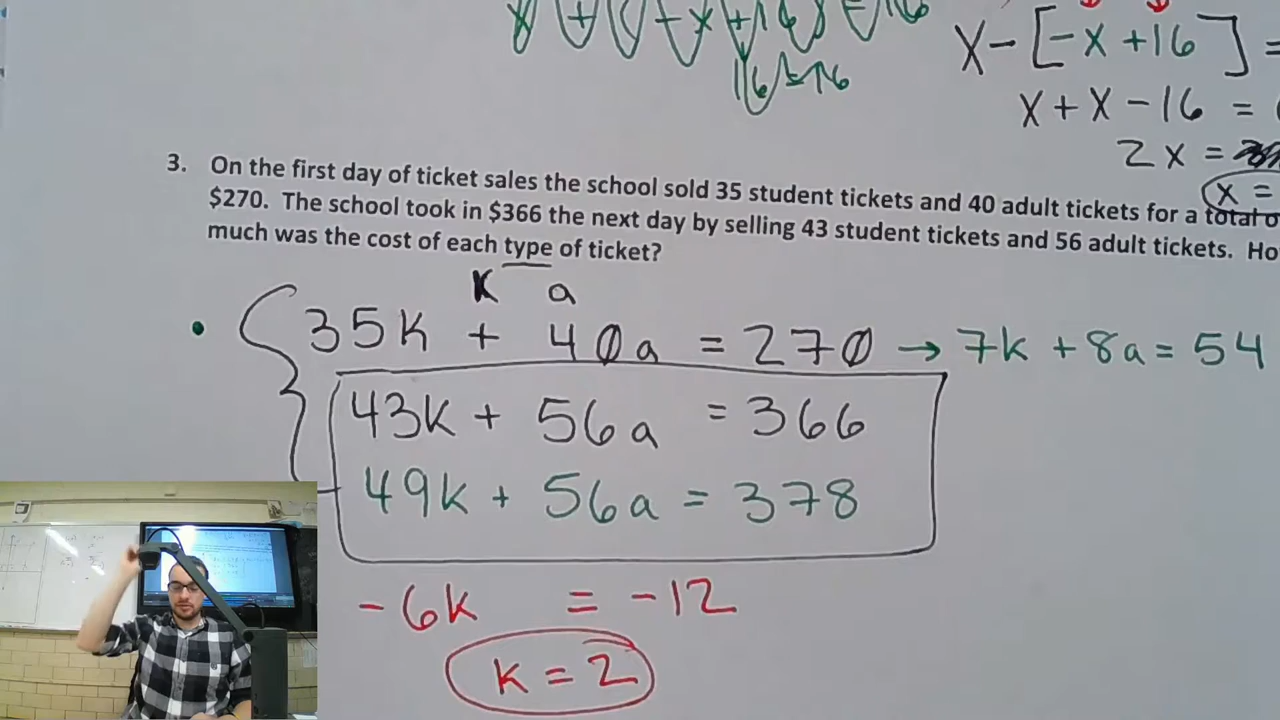 16
16 = 16
x - [-x + 16] =
x + x - 16 =
2x =
x =
3. On the first day of ticket sales the school sold 35 student tickets and 40 adult tickets for a total o
$270. The school took in $366 the next day by selling 43 student tickets and 56 adult tickets. Ho
much was the cost of each type of ticket?
K a
35k + 40a = 270 → 7k + 8a = 54
43k + 56a = 366
- 49k + 56a = 378
-6k = -12
k = 2